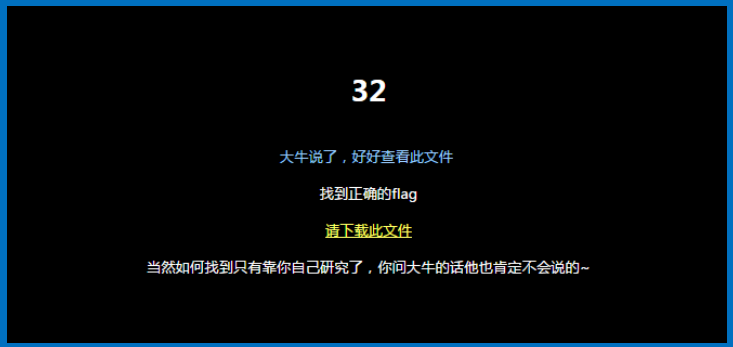 32
大牛说了，好好查看此文件
找到正确的flag
请下载此文件
当然如何找到只有靠你自己研究了，你问大牛的话他也肯定不会说的~